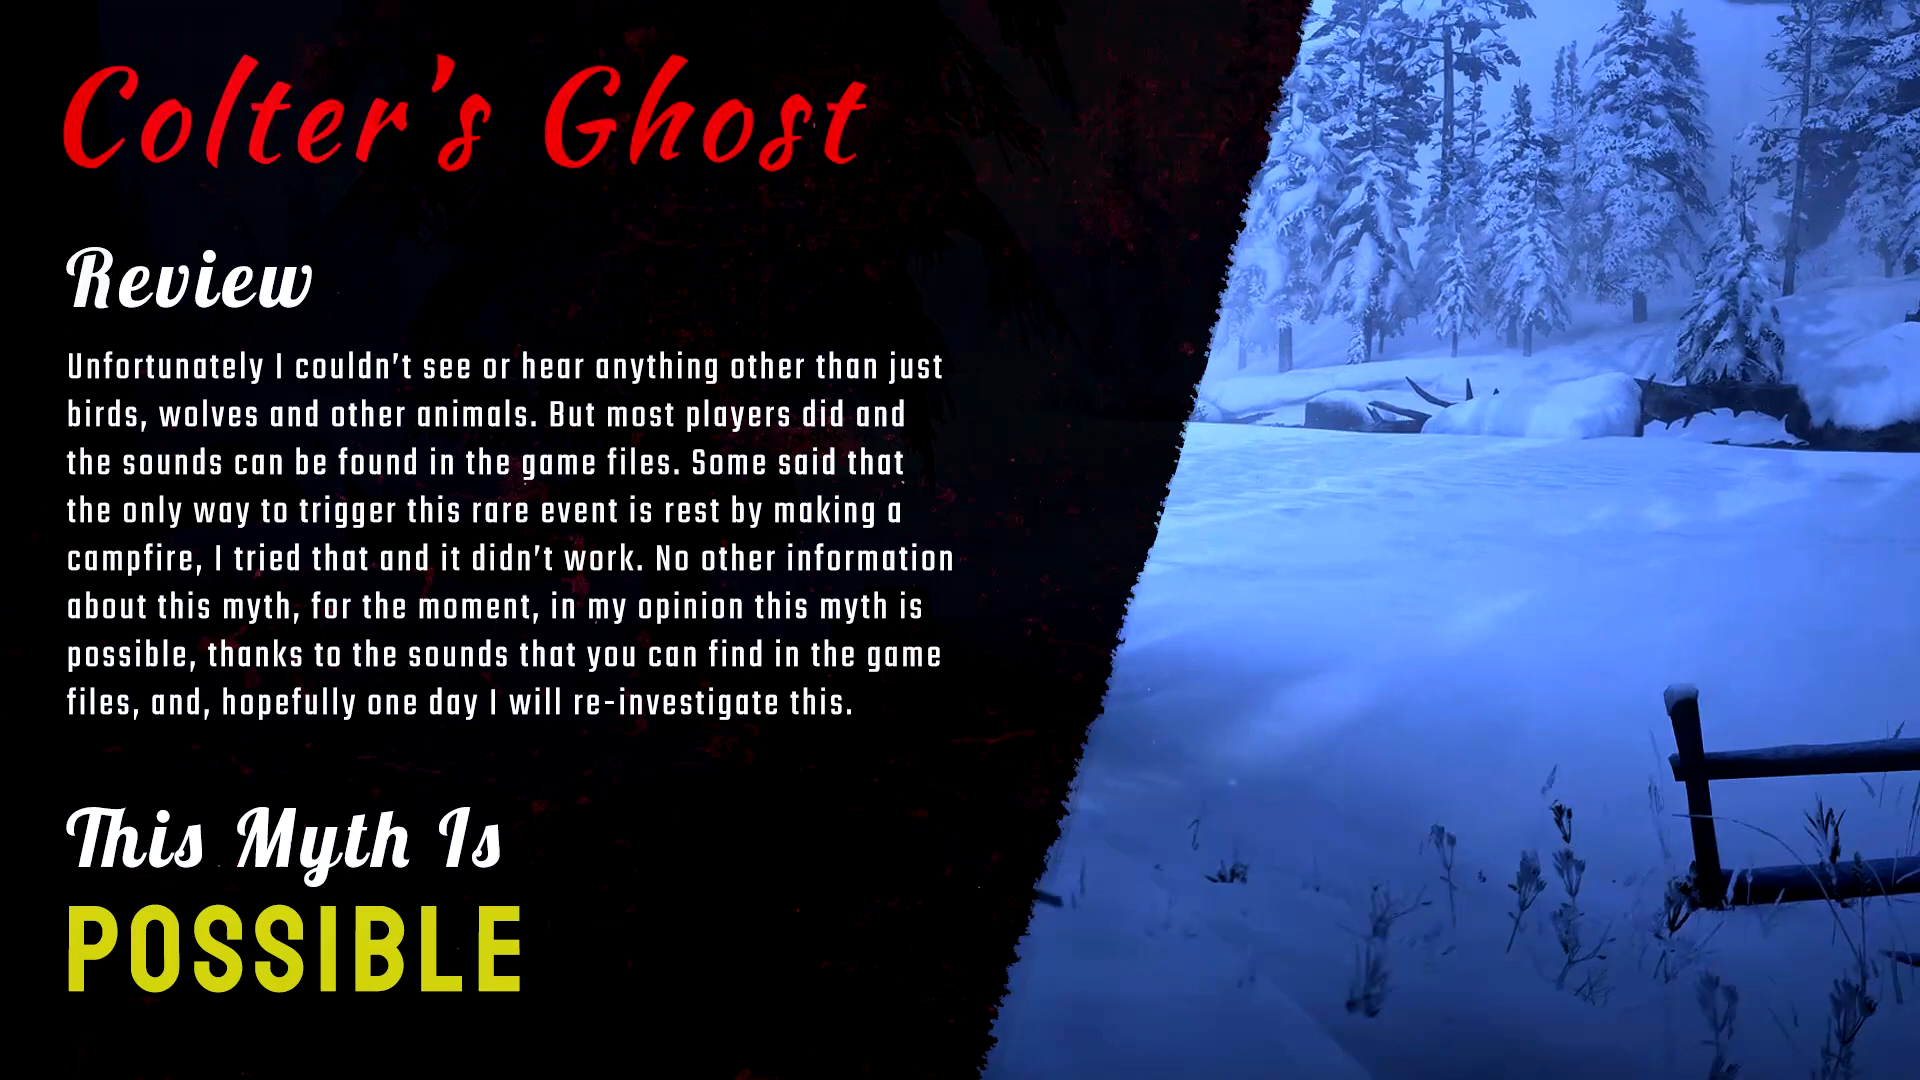 Colter's Ghost
Review
Unfortunately I couldn't see or hear anything other than just
birds, wolves and other animals. But most players did and
the sounds can be found in the game files. Some said that
the only way to trigger this rare event is rest by making a
campfire, I tried that and it didn't work. No other information
about this myth, for the moment, in my opinion this myth is
possible, thanks to the sounds that you can find in the game
files, and, hopefully one day I will re-investigate this.
This Myth Is
POSSIBLE